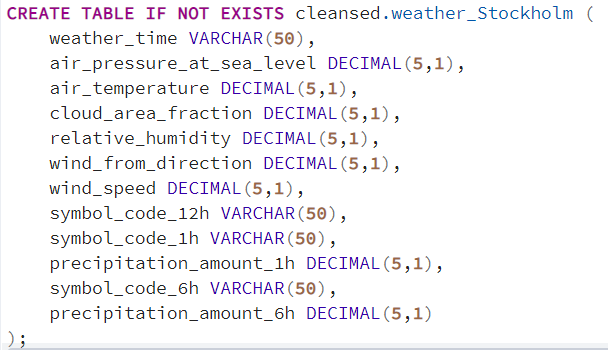 CREATE TABLE IF NOT EXISTS cleansed.weather_Stockholm (
    weather_time VARCHAR(50),
    air_pressure_at_sea_level DECIMAL(5,1),
    air_temperature DECIMAL(5,1),
    cloud_area_fraction DECIMAL(5,1),
    relative_humidity DECIMAL(5,1),
    wind_from_direction DECIMAL(5,1),
    wind_speed DECIMAL(5,1),
    symbol_code_12h VARCHAR(50),
    symbol_code_1h VARCHAR(50),
    precipitation_amount_1h DECIMAL(5,1),
    symbol_code_6h VARCHAR(50),
    precipitation_amount_6h DECIMAL(5,1)
);